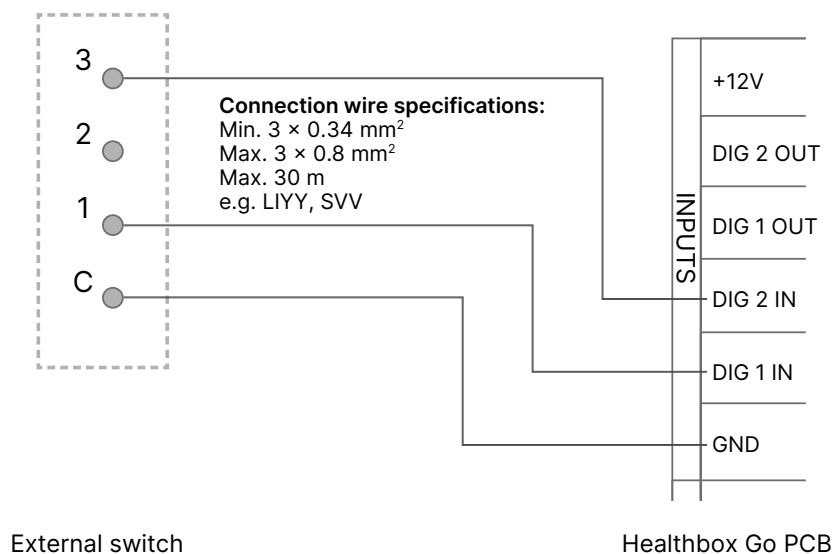 3
2
1
C
Connection wire specifications:
Min. 3 × 0.34 mm²
Max. 3 × 0.8 mm²
Max. 30 m
e.g. LIYY, SVV
INPUTS
+12V
DIG 2 OUT
DIG 1 OUT
DIG 2 IN
DIG 1 IN
GND
External switch
Healthbox Go PCB